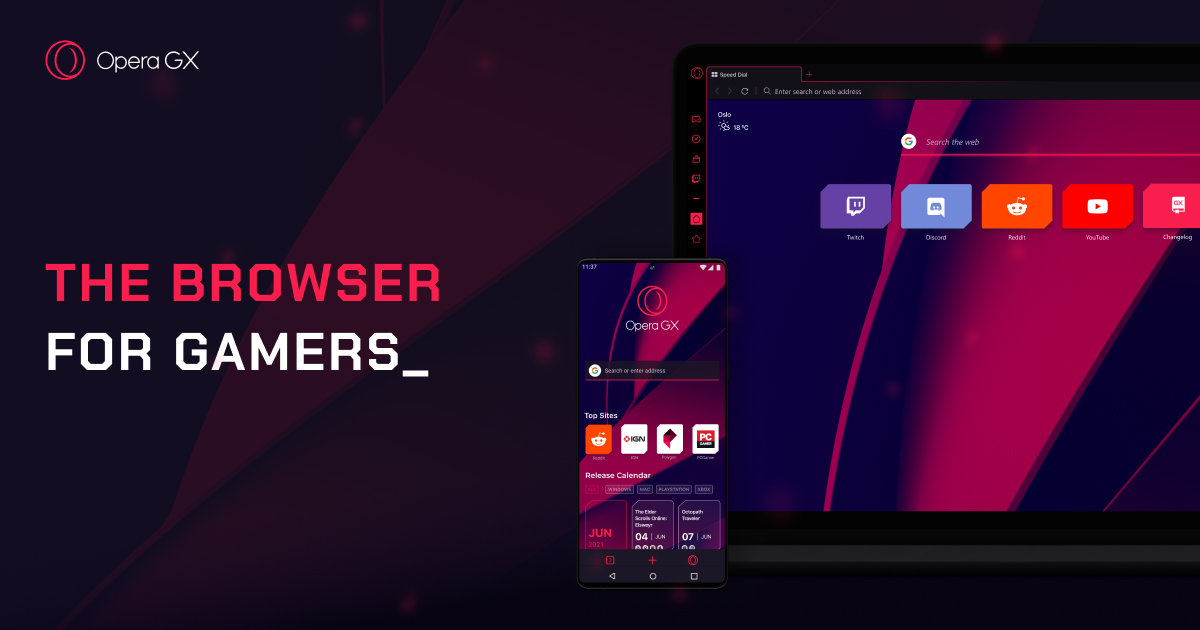 Opera GX
THE BROWSER
FOR GAMERS_
Speed Dial
Enter search or web address
Oslo
18 °C
Search the web
Twitch
Discord
Reddit
YouTube
Changelog
GX
11:37
Opera GX
Search or enter address
Top Sites
IGN
PC
GAMER
Reddit
IGN
Polygon
PCGamer
Release Calendar
WINDOWS
MAC
PLAYSTATION
XBOX
JUN
2021
The Elder
Scrolls Online:
Elsweyr
04 | JUN
Octopath
Traveler
07 | JUN